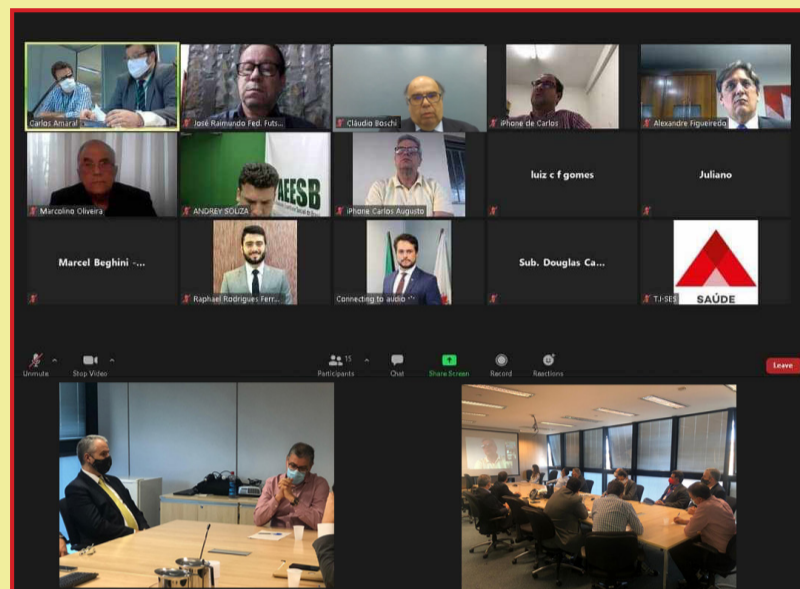 Carlos Amaral
José Raimundo Fed. Futs...
Cláudio Boschi
iPhone de Carlos
Alexandre Figueiredo
Marcolino Oliveira
AEESB
ANDREY SOUZA
iPhone Carlos Augusto
luiz c f gomes
Juliano
Marcel Beghini -...
Raphael Rodrigues Ferr...
Connecting to audio
Sub. Douglas Ca...
SAÚDE
T.I-SES
Unmute
Stop Video
15
Participants
Chat
Share Screen
Record
Reactions
Leave